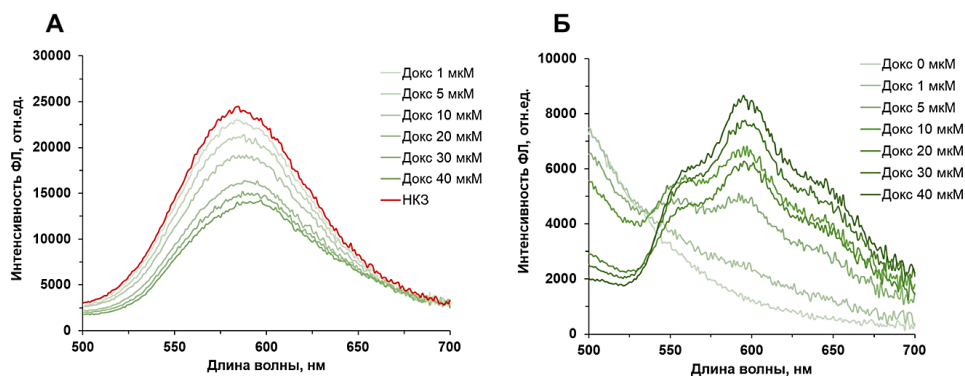 А
Интенсивность ФЛ, отн.ед.
30000
25000
20000
15000
10000
5000
0
500
550
600
650
700
Длина волны, нм
Докс 1 мкМ
Докс 5 мкМ
Докс 10 мкМ
Докс 20 мкМ
Докс 30 мкМ
Докс 40 мкМ
НКЗ
Б
Интенсивность ФЛ, отн.ед.
10000
8000
6000
4000
2000
0
500
550
600
650
700
Длина волны, нм
Докс 0 мкМ
Докс 1 мкМ
Докс 5 мкМ
Докс 10 мкМ
Докс 20 мкМ
Докс 30 мкМ
Докс 40 мкМ